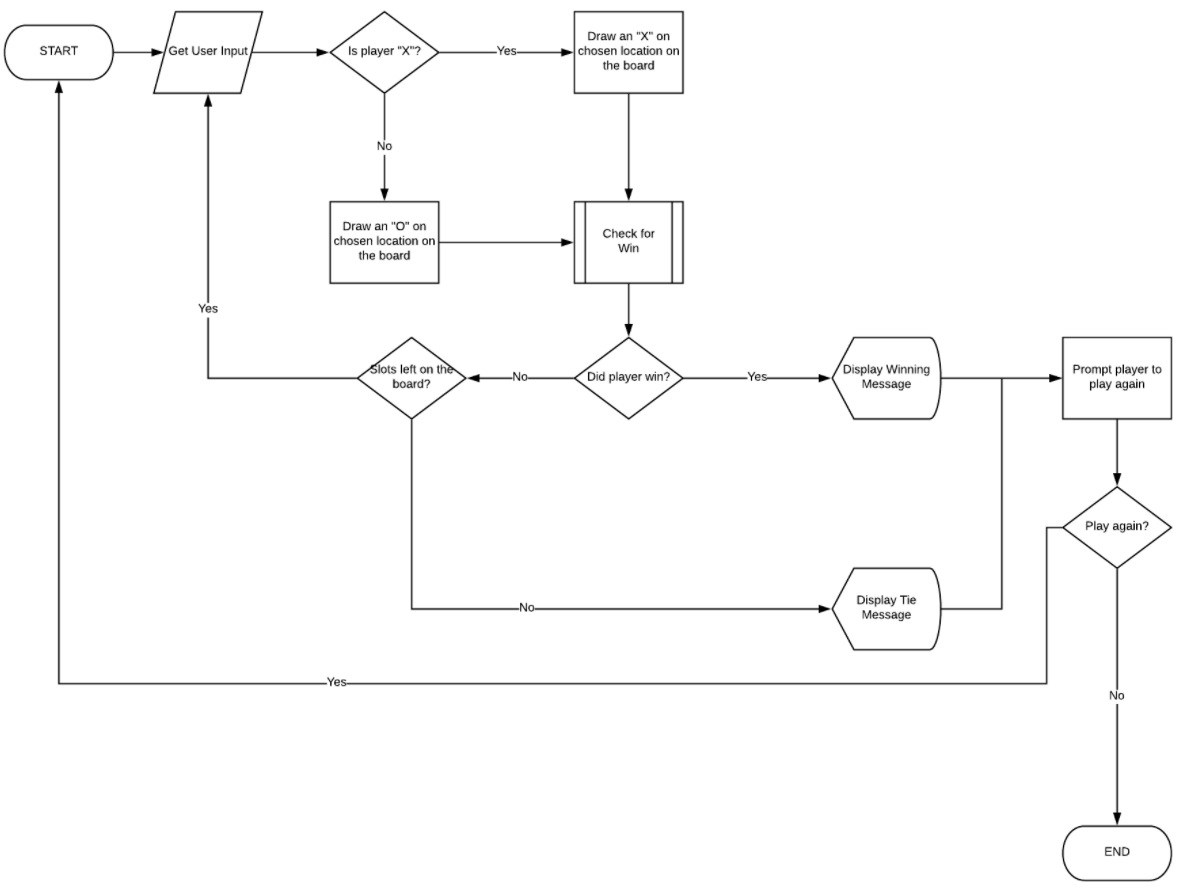 START
Get User Input
Is player "X"?
Yes
Draw an "X" on
chosen location on
the board
No
Draw an "O" on
chosen location on
the board
Check for
Win
Yes
Slots left on the
board?
No
Did player win?
Yes
Display Winning
Message
Prompt player to
play again
Play again?
No
Display Tie
Message
Yes
No
END